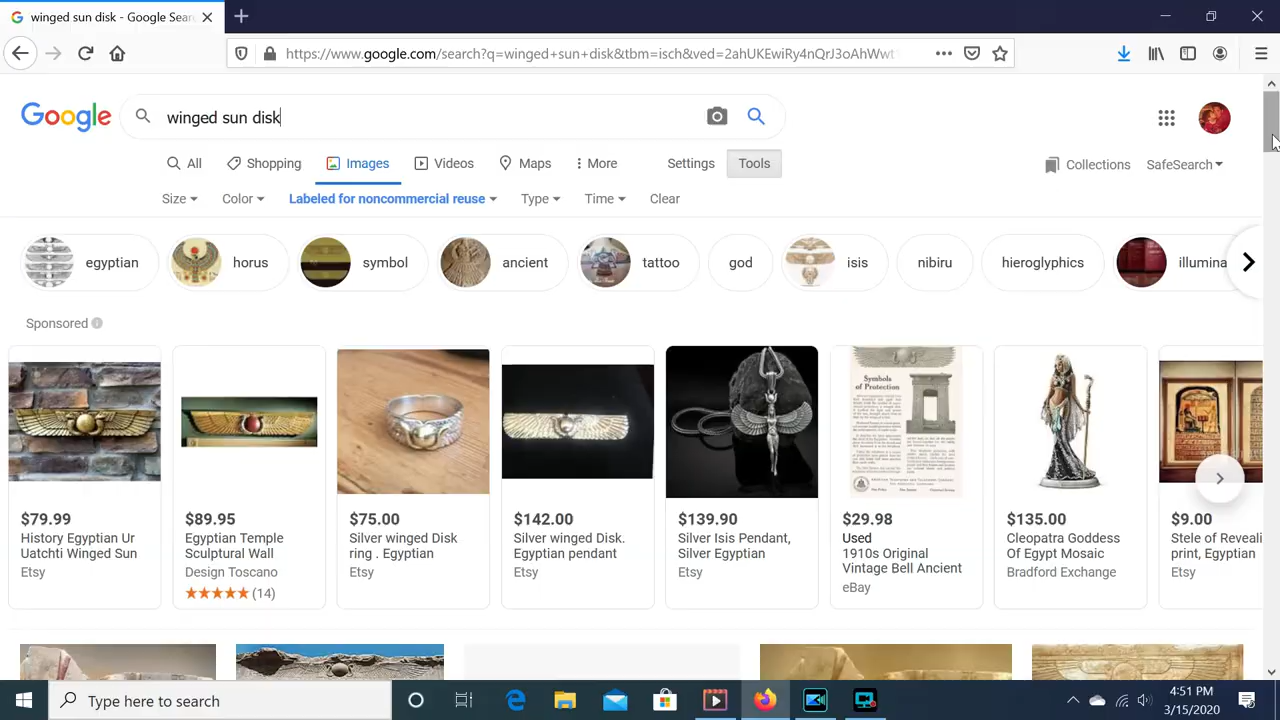 winged sun disk - Google Sear
https://www.google.com/search?q=winged+sun+disk&tbm=isch&ved=2ahUKEwiRy4nQrJ3oAhWwt
Google
winged sun disk
All Shopping Images Videos Maps More Settings Tools
Collections SafeSearch
Size Color Labeled for noncommercial reuse Type Time Clear
egyptian horus symbol ancient tattoo god isis nibiru hieroglyphics illumina
Sponsored
Symbols
of Protection
$79.99
History Egyptian Ur
Uatchti Winged Sun
Etsy
$89.95
Egyptian Temple
Sculptural Wall
Design Toscano
(14)
$75.00
Silver winged Disk
ring . Egyptian
Etsy
$142.00
Silver winged Disk.
Egyptian pendant
Etsy
$139.90
Silver Isis Pendant,
Silver Egyptian
Etsy
$29.98
Used
1910s Original
Vintage Bell Ancient
eBay
$135.00
Cleopatra Goddess
Of Egypt Mosaic
Bradford Exchange
$9.00
Stele of Reveali
print, Egyptian
Etsy
Type here to search
4:51 PM
3/15/2020